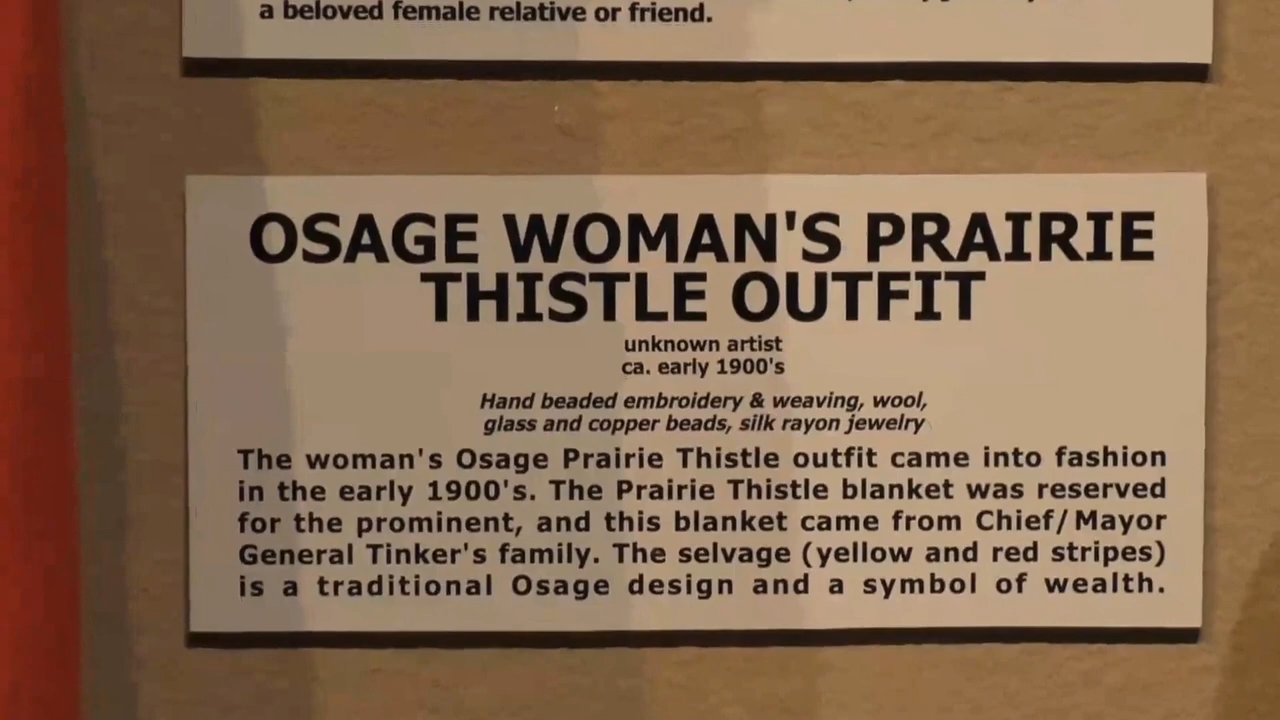 a beloved female relative or friend.
OSAGE WOMAN'S PRAIRIE
THISTLE OUTFIT
unknown artist
ca. early 1900's
Hand beaded embroidery & weaving, wool,
glass and copper beads, silk rayon jewelry
The woman's Osage Prairie Thistle outfit came into fashion
in the early 1900's. The Prairie Thistle blanket was reserved
for the prominent, and this blanket came from Chief/Mayor
General Tinker's family. The selvage (yellow and red stripes)
is a traditional Osage design and a symbol of wealth.